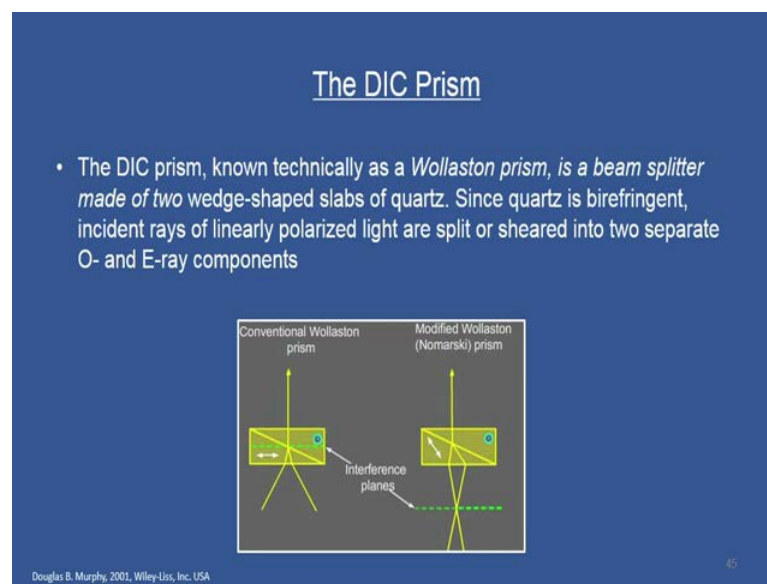 The DIC Prism
• The DIC prism, known technically as a Wollaston prism, is a beam splitter
made of two wedge-shaped slabs of quartz. Since quartz is birefringent,
incident rays of linearly polarized light are split or sheared into two separate
O- and E-ray components
Conventional Wollaston
prism
Modified Wollaston
(Nomarski) prism
Interference
planes
Douglas B. Murphy, 2001, Wiley-Liss, Inc. USA
45